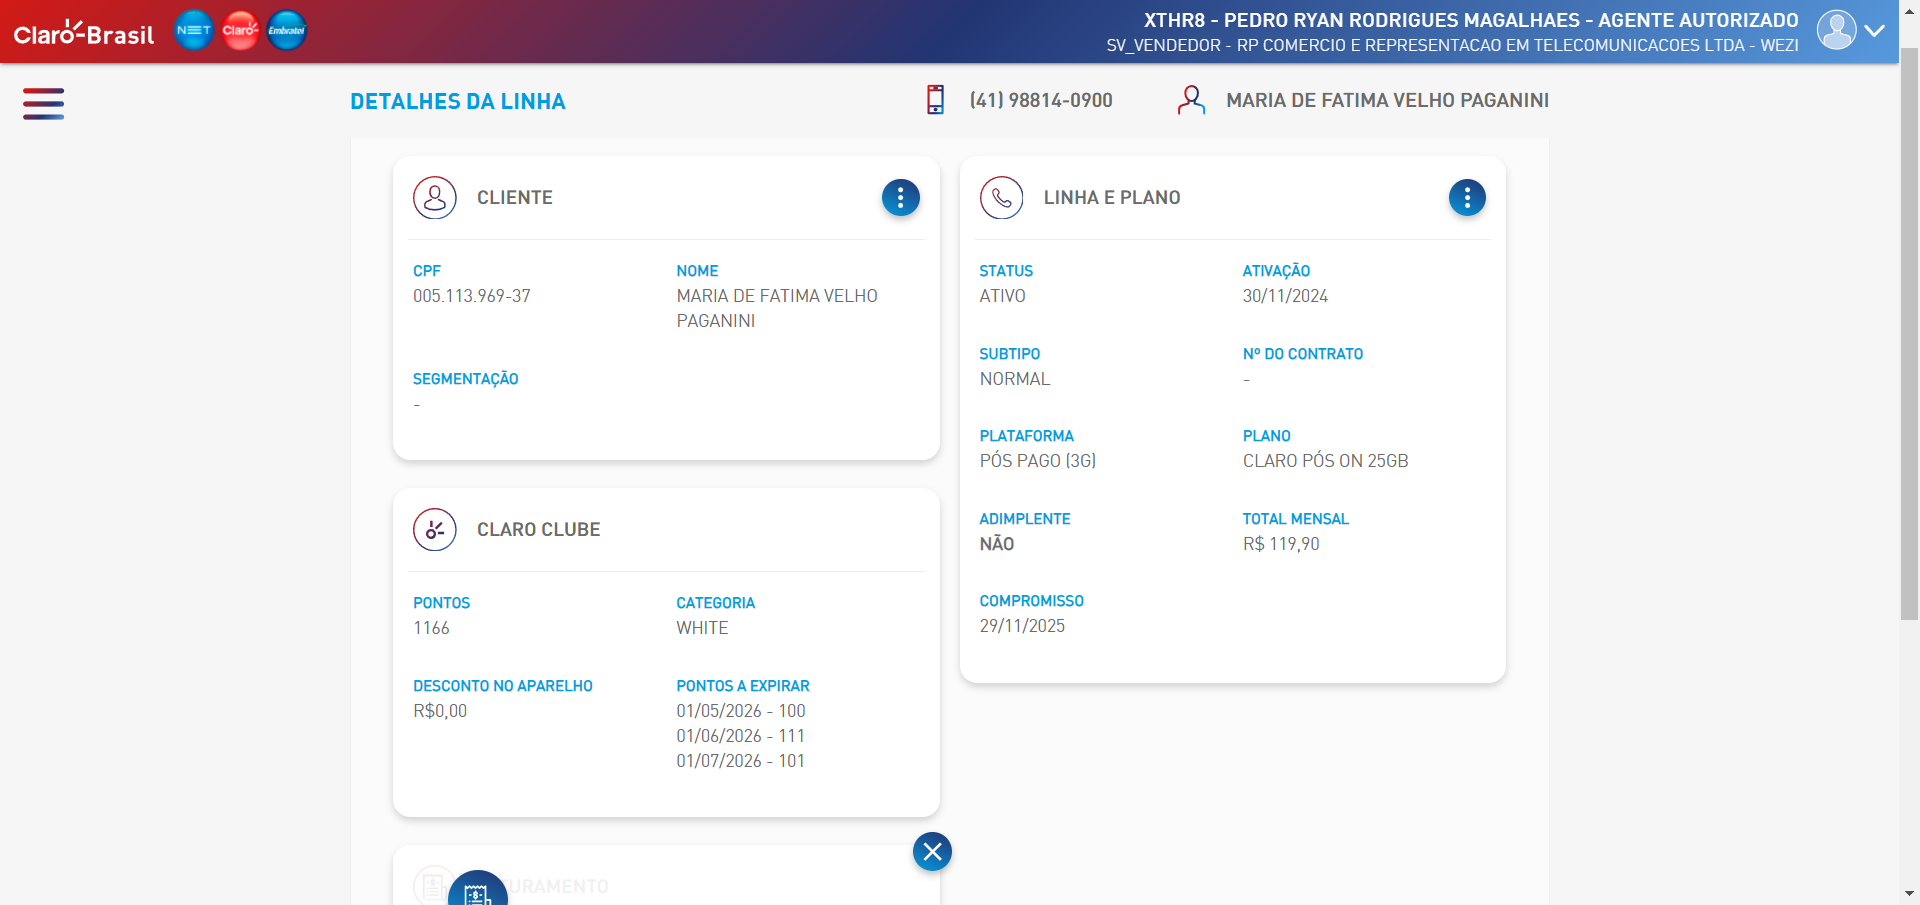 Claro-Brasil NET Claro- Embratel
XTHR8 - PEDRO RYAN RODRIGUES MAGALHAES - AGENTE AUTORIZADO
SV_VENDEDOR - RP COMERCIO E REPRESENTACAO EM TELECOMUNICACOES LTDA - WEZI
DETALHES DA LINHA
(41) 98814-0900
MARIA DE FATIMA VELHO PAGANINI
CLIENTE
CPF
005.113.969-37
NOME
MARIA DE FATIMA VELHO
PAGANINI
SEGMENTAÇÃO
-
CLARO CLUBE
PONTOS
1166
CATEGORIA
WHITE
DESCONTO NO APARELHO
R$0,00
PONTOS A EXPIRAR
01/05/2026 - 100
01/06/2026 - 111
01/07/2026 - 101
LINHA E PLANO
STATUS
ATIVO
ATIVAÇÃO
30/11/2024
SUBTIPO
NORMAL
Nº DO CONTRATO
-
PLATAFORMA
PÓS PAGO (3G)
PLANO
CLARO PÓS ON 25GB
ADIMPLENTE
NÃO
TOTAL MENSAL
R$ 119,90
COMPROMISSO
29/11/2025
URAMENTO